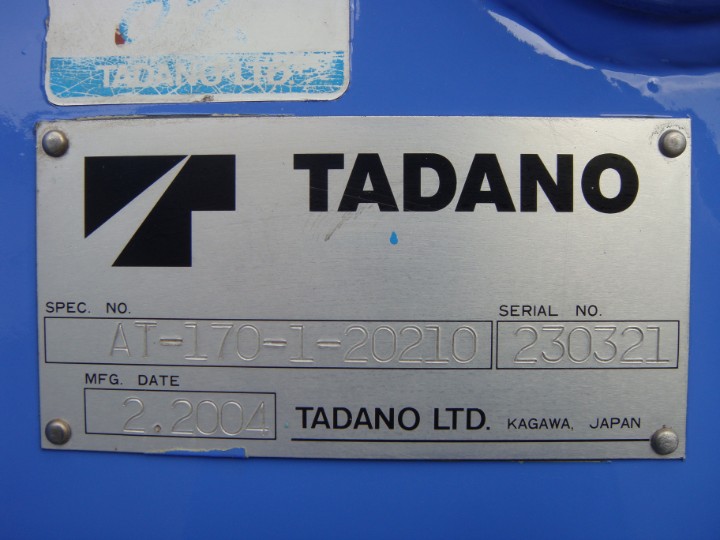 TADANO LTD.
TADANO
SPEC. NO.
SERIAL NO.
AT-170-1-20210
230321
MFG. DATE
2.2004
TADANO LTD. KAGAWA, JAPAN